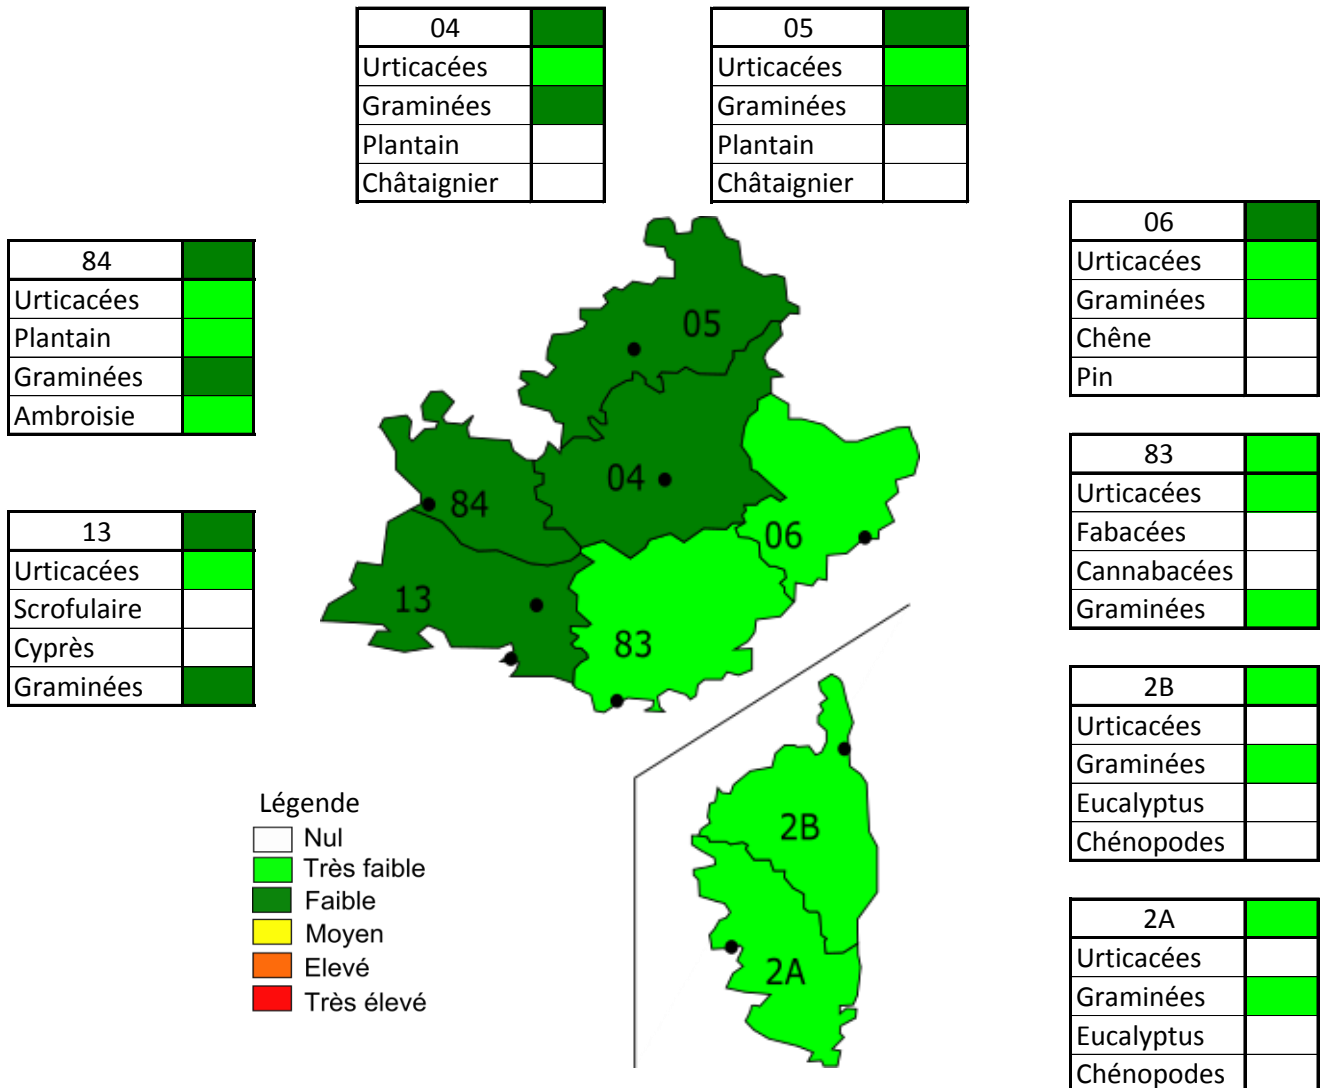 04
Urticacées
Graminées
Plantain
Châtaignier
05
Urticacées
Graminées
Plantain
Châtaignier
84
Urticacées
Plantain
Graminées
Ambroisie
13
Urticacées
Scrofulaire
Cyprès
Graminées
06
Urticacées
Graminées
Chêne
Pin
83
Urticacées
Fabacées
Cannabacées
Graminées
2B
Urticacées
Graminées
Eucalyptus
Chénopodes
2A
Urticacées
Graminées
Eucalyptus
Chénopodes
05
04
84
06
13
83
2B
2A
Légende
Nul
Très faible
Faible
Moyen
Elevé
Très élevé